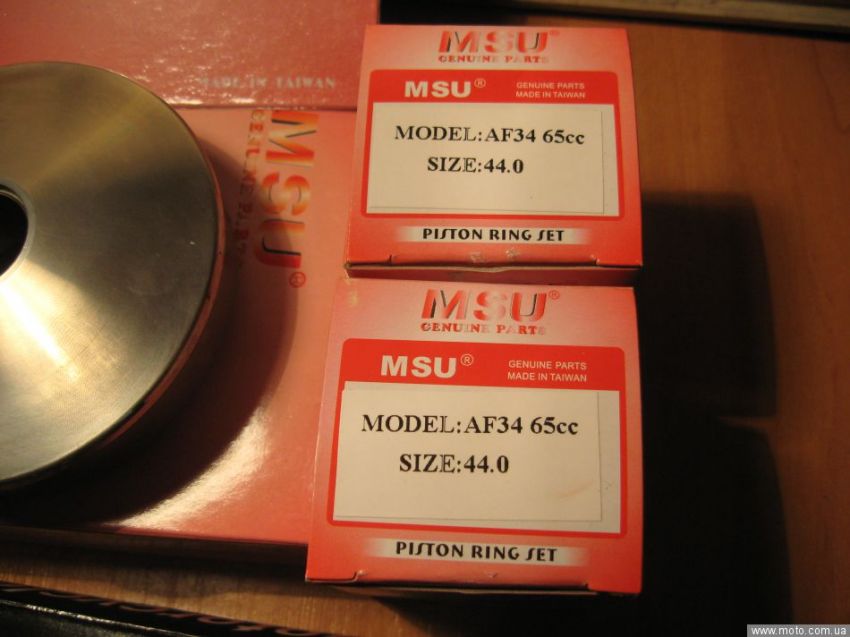 MADE IN TAIWAN
MSU®
GENUINE PARTS
MSU®
GENUINE PARTS
MSU®
GENUINE PARTS
MADE IN TAIWAN
MODEL:AF34 65cc
SIZE:44.0
PISTON RING SET
MSU®
GENUINE PARTS
MSU®
GENUINE PARTS
MADE IN TAIWAN
MODEL:AF34 65cc
SIZE:44.0
PISTON RING SET
www.moto.com.ua